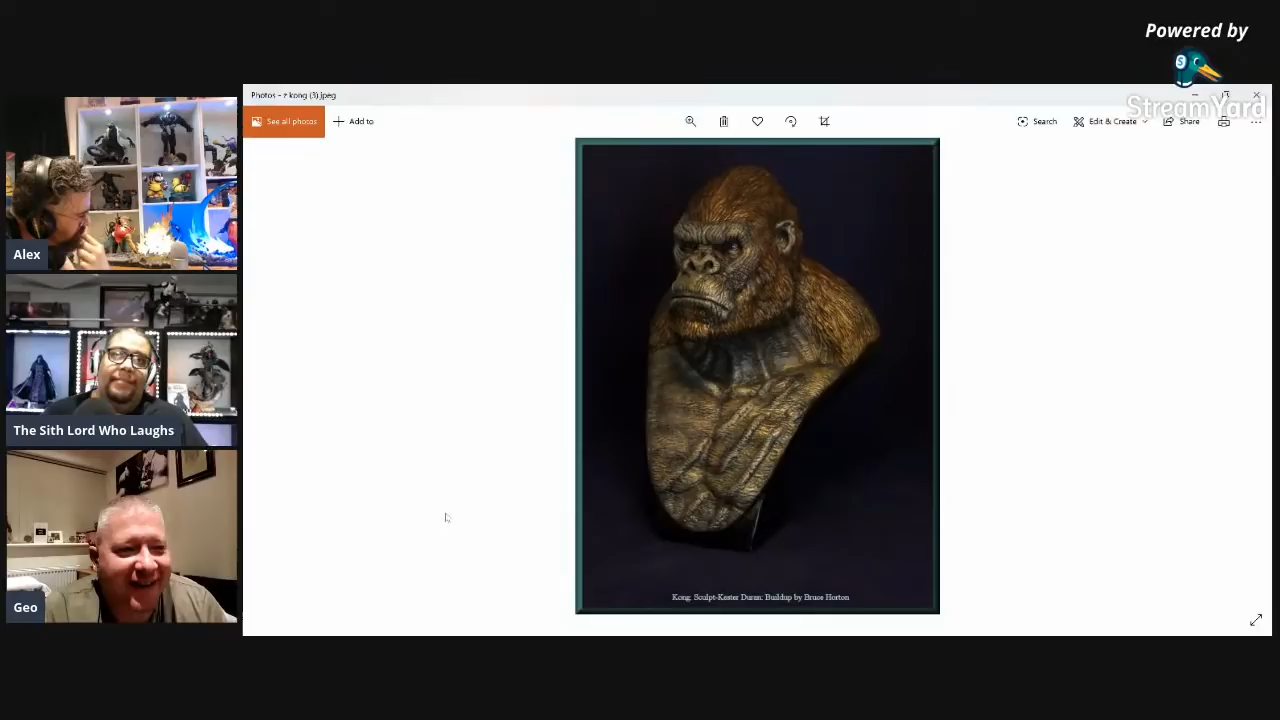 Powered by
StreamYard
Photos - z kong (3).jpeg
See all photos
Add to
Search
Edit & Create
Share
Alex
The Sith Lord Who Laughs
Geo
Kong: Sculpt-Kester Duran: Buildup by Bruce Horton